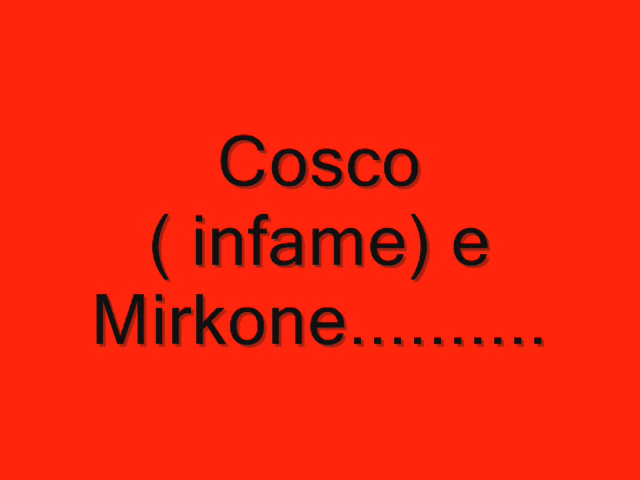 Cosco
( infame) e
Mirkone..........